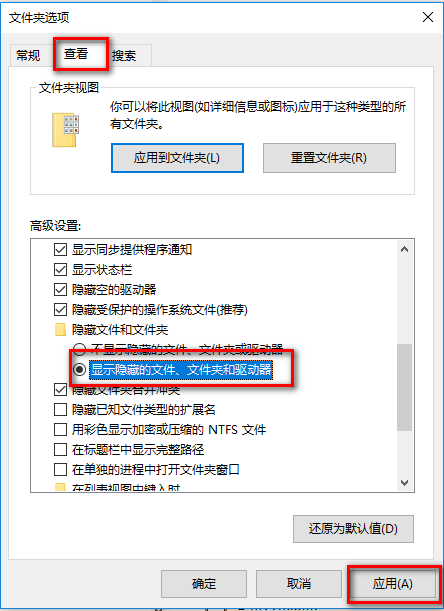 文件夹选项
常规 查看 搜索
文件夹视图
你可以将此视图(如详细信息或图标)应用于这种类型的所
有文件夹。
应用到文件夹(L) 重置文件夹(R)
高级设置:
显示同步提供程序通知
显示状态栏
隐藏空的驱动器
隐藏受保护的操作系统文件(推荐)
隐藏文件和文件夹
不显示隐藏的文件、文件夹或驱动器
显示隐藏的文件、文件夹和驱动器
隐藏文件夹合并冲突
隐藏已知文件类型的扩展名
用彩色显示加密或压缩的 NTFS 文件
在标题栏中显示完整路径
在单独的进程中打开文件夹窗口
在列表视图中键入时
还原为默认值(D)
确定 取消 应用(A)